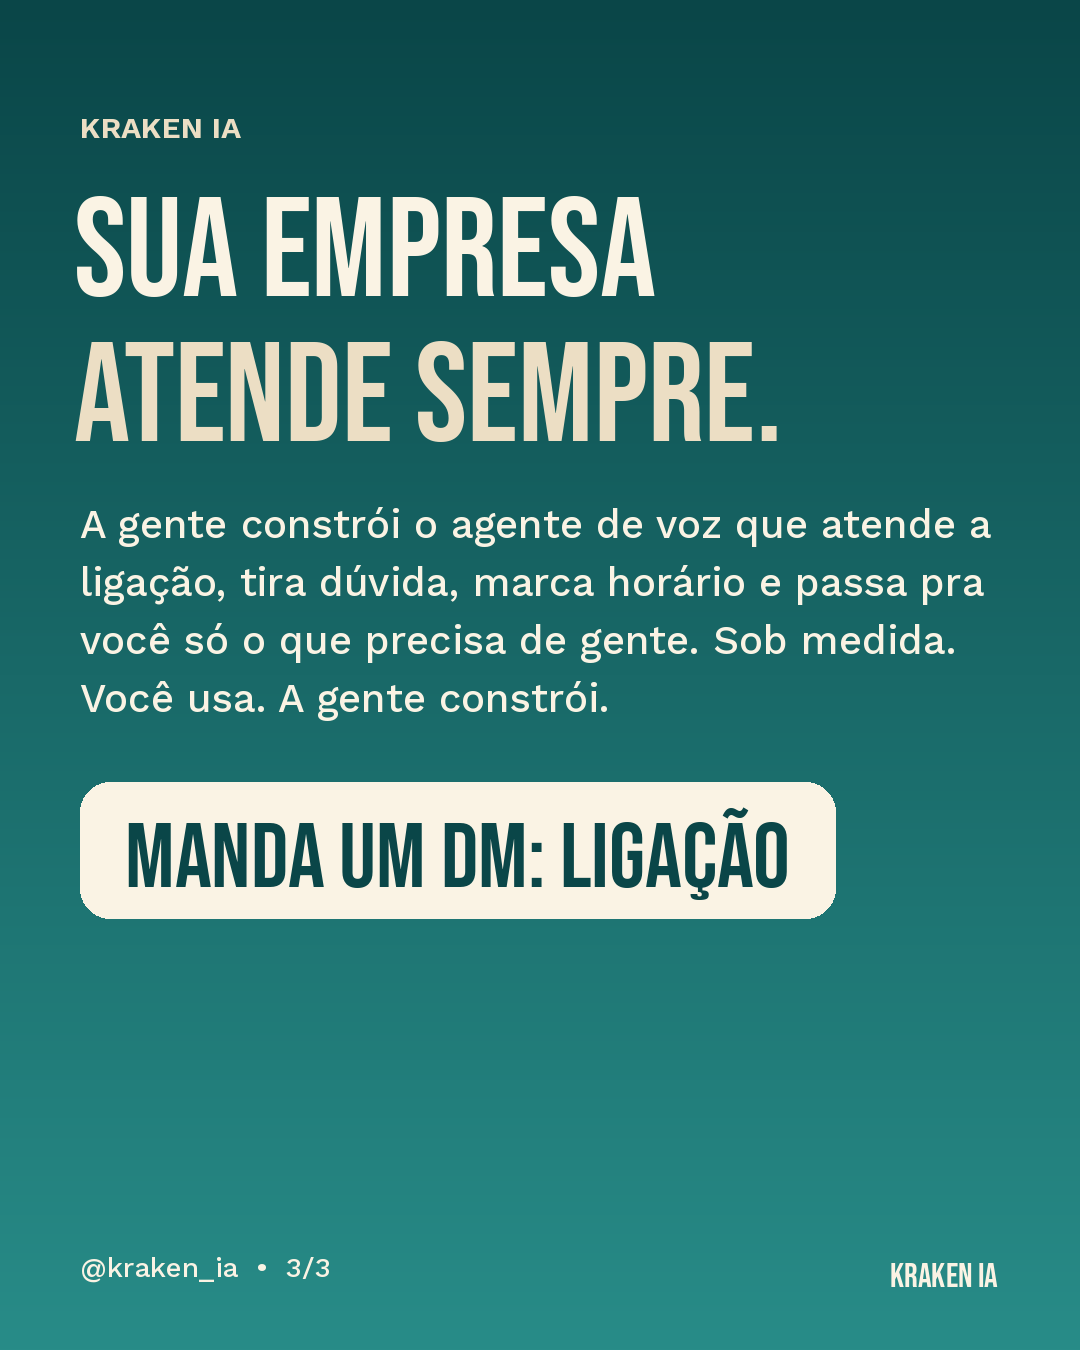 KRAKEN IA
SUA EMPRESA
ATENDE SEMPRE.
A gente constrói o agente de voz que atende a
ligação, tira dúvida, marca horário e passa pra
você só o que precisa de gente. Sob medida.
Você usa. A gente constrói.
MANDA UM DM: LIGAÇÃO
@kraken_ia • 3/3
KRAKEN IA